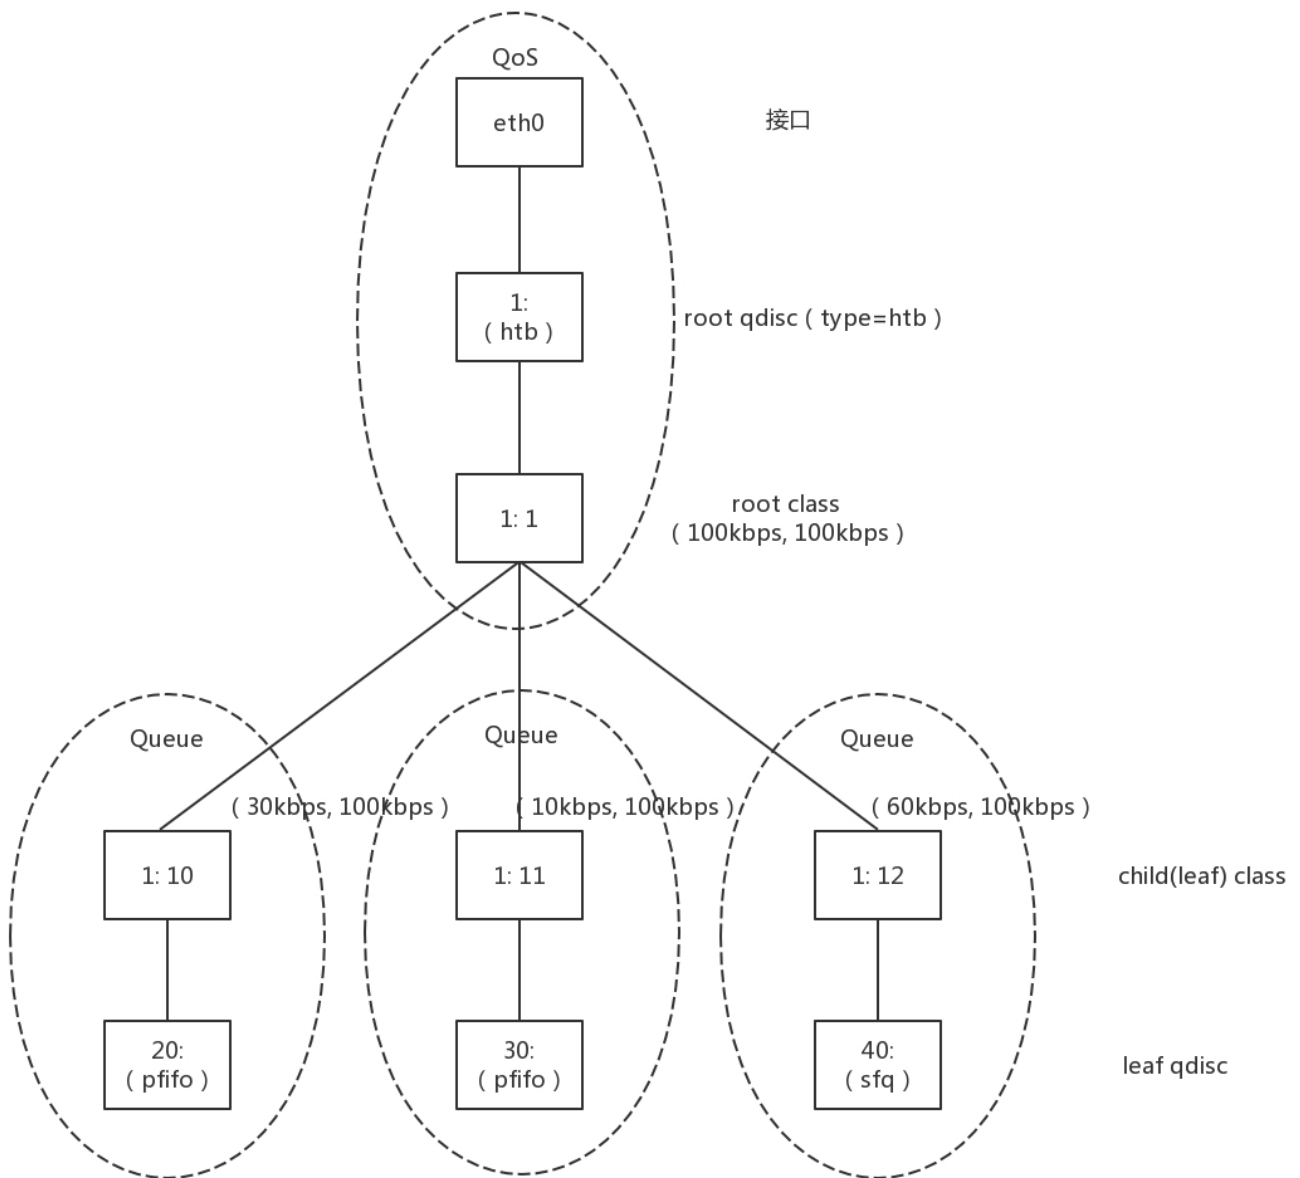 QoS
eth0
接口
1:
( htb )
root qdisc ( type=htb )
1: 1
root class
( 100kbps, 100kbps )
Queue
Queue
Queue
( 30kbps, 100kbps )
( 10kbps, 100kbps )
( 60kbps, 100kbps )
1: 10
1: 11
1: 12
child(leaf) class
20:
( pfifo )
30:
( pfifo )
40:
( sfq )
leaf qdisc